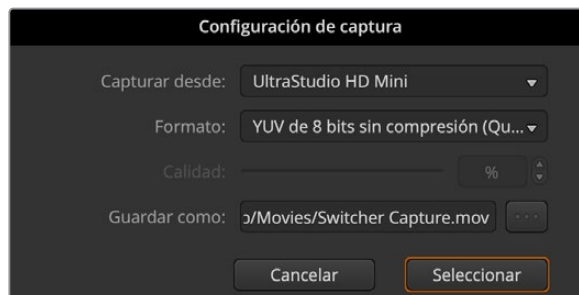 Configuración de captura
Capturar desde: UltraStudio HD Mini
Formato: YUV de 8 bits sin compresión (Qu...
Calidad: %
Guardar como: o/Movies/Switcher Capture.mov ...
Cancelar Seleccionar